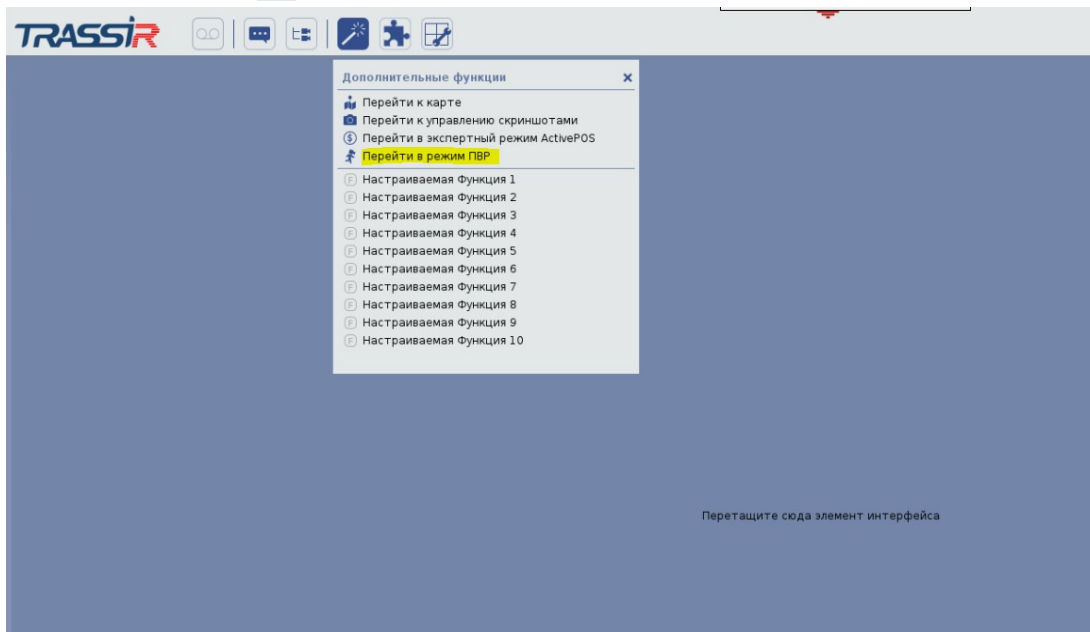 TRASSIR
Дополнительные функции
Перейти к карте
Перейти к управлению скриншотами
Перейти в экспертный режим ActivePOS
Перейти в режим ПВР
Настраиваемая Функция 1
Настраиваемая Функция 2
Настраиваемая Функция 3
Настраиваемая Функция 4
Настраиваемая Функция 5
Настраиваемая Функция 6
Настраиваемая Функция 7
Настраиваемая Функция 8
Настраиваемая Функция 9
Настраиваемая Функция 10
Перетащите сюда элемент интерфейса